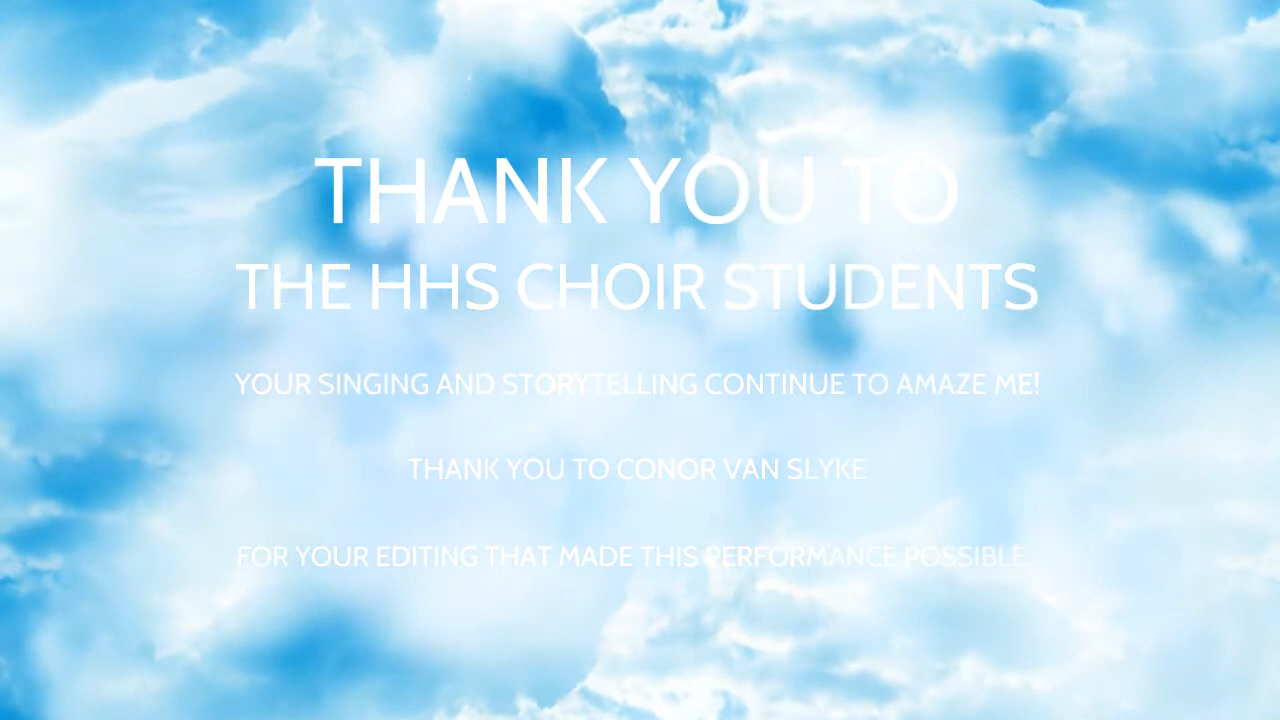 THANK YOU TO
THE HHS CHOIR STUDENTS
YOUR SINGING AND STORYTELLING CONTINUE TO AMAZE ME!
THANK YOU TO CONOR VAN SLYKE
FOR YOUR EDITING THAT MADE THIS PERFORMANCE POSSIBLE